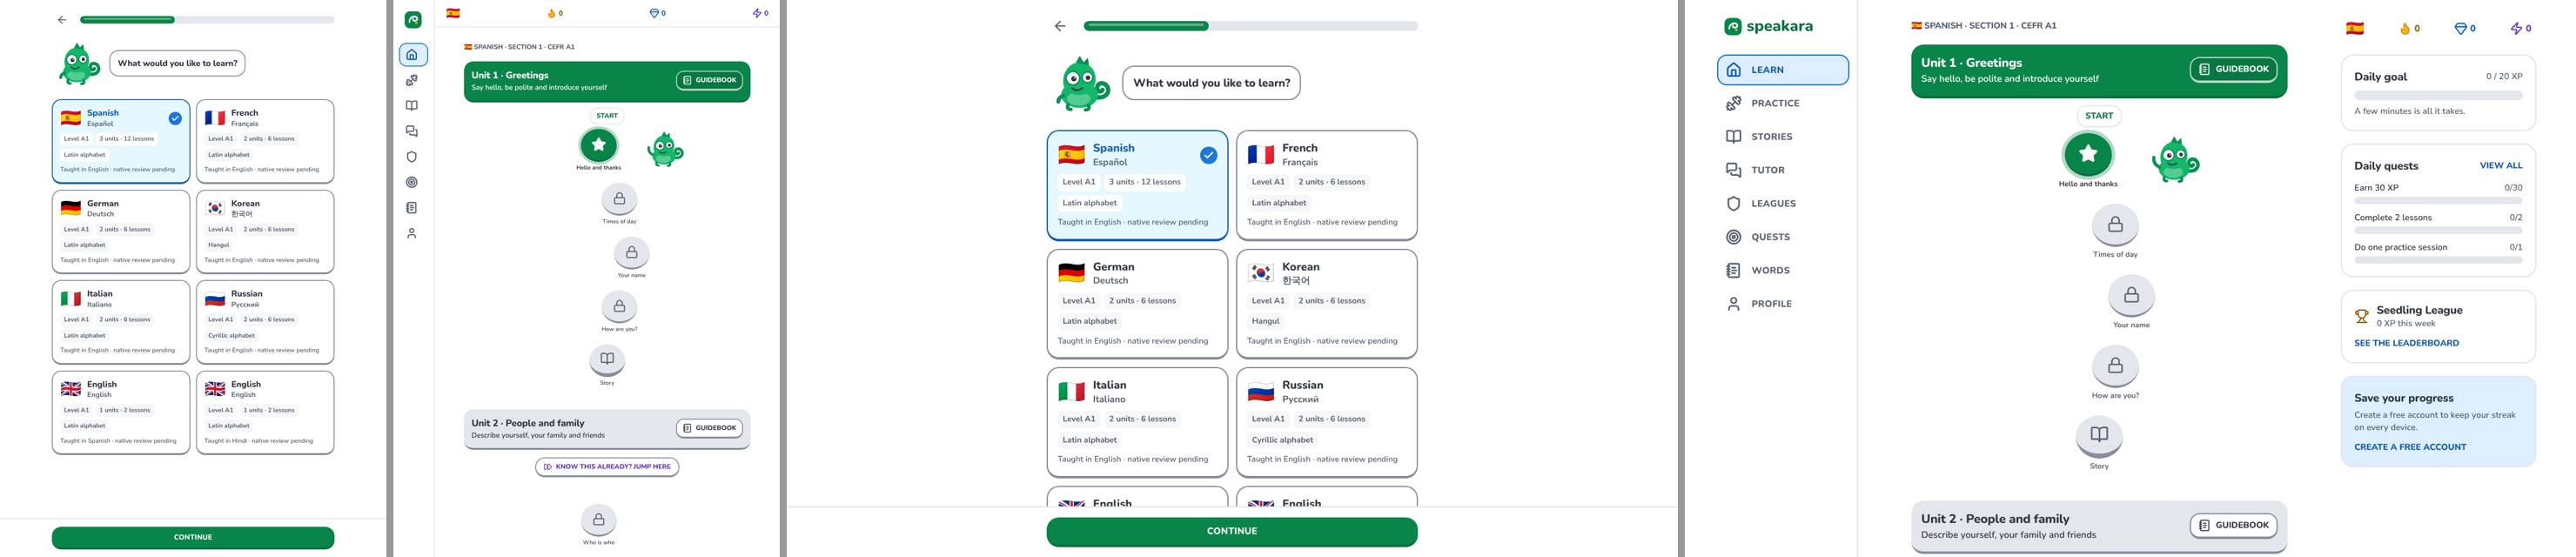 What would you like to learn?
Spanish
Español
Level A1
3 units · 12 lessons
Latin alphabet
Taught in English · native review pending
French
Français
Level A1
2 units · 6 lessons
Latin alphabet
Taught in English · native review pending
German
Deutsch
Level A1
2 units · 6 lessons
Latin alphabet
Taught in English · native review pending
Korean
한국어
Level A1
2 units · 6 lessons
Hangul
Taught in English · native review pending
Italian
Italiano
Level A1
2 units · 6 lessons
Latin alphabet
Taught in English · native review pending
Russian
Русский
Level A1
2 units · 6 lessons
Cyrillic alphabet
Taught in English · native review pending
English
English
Level A1
1 units · 2 lessons
Latin alphabet
Taught in Spanish · native review pending
English
English
Level A1
1 units · 2 lessons
Latin alphabet
Taught in Hindi · native review pending
CONTINUE
0
0
0
SPANISH · SECTION 1 · CEFR A1
Unit 1 · Greetings
Say hello, be polite and introduce yourself
GUIDEBOOK
START
Hello and thanks
Times of day
Your name
How are you?
Story
Unit 2 · People and family
Describe yourself, your family and friends
GUIDEBOOK
KNOW THIS ALREADY? JUMP HERE
Who is who
What would you like to learn?
Spanish
Español
Level A1
3 units · 12 lessons
Latin alphabet
Taught in English · native review pending
French
Français
Level A1
2 units · 6 lessons
Latin alphabet
Taught in English · native review pending
German
Deutsch
Level A1
2 units · 6 lessons
Latin alphabet
Taught in English · native review pending
Korean
한국어
Level A1
2 units · 6 lessons
Hangul
Taught in English · native review pending
Italian
Italiano
Level A1
2 units · 6 lessons
Latin alphabet
Taught in English · native review pending
Russian
Русский
Level A1
2 units · 6 lessons
Cyrillic alphabet
Taught in English · native review pending
English
English
CONTINUE
speakara
LEARN
PRACTICE
STORIES
TUTOR
LEAGUES
QUESTS
WORDS
PROFILE
SPANISH · SECTION 1 · CEFR A1
Unit 1 · Greetings
Say hello, be polite and introduce yourself
GUIDEBOOK
START
Hello and thanks
Times of day
Your name
How are you?
Story
Unit 2 · People and family
Describe yourself, your family and friends
GUIDEBOOK
0
0
0
Daily goal
0 / 20 XP
A few minutes is all it takes.
Daily quests
VIEW ALL
Earn 30 XP
0/30
Complete 2 lessons
0/2
Do one practice session
0/1
Seedling League
0 XP this week
SEE THE LEADERBOARD
Save your progress
Create a free account to keep your streak
on every device.
CREATE A FREE ACCOUNT